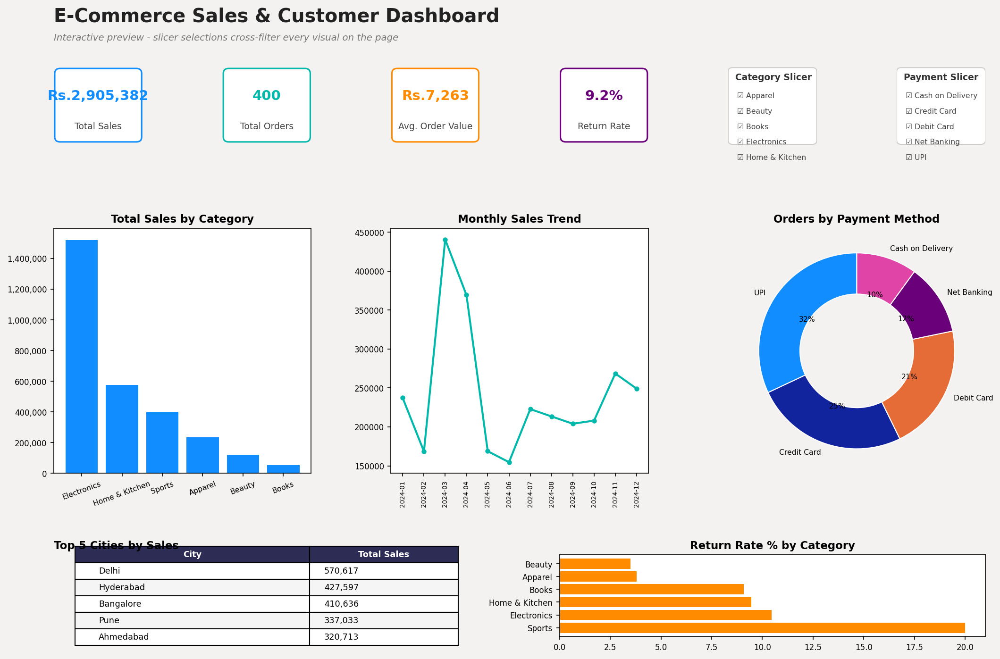 E-Commerce Sales & Customer Dashboard
Interactive preview - slicer selections cross-filter every visual on the page
Rs.2,905,382
Total Sales
400
Total Orders
Rs.7,263
Avg. Order Value
9.2%
Return Rate
Category Slicer
☑ Apparel
☑ Beauty
☑ Books
☑ Electronics
☑ Home & Kitchen
Payment Slicer
☑ Cash on Delivery
☑ Credit Card
☑ Debit Card
☑ Net Banking
☑ UPI
Total Sales by Category
1,400,000
1,200,000
1,000,000
800,000
600,000
400,000
200,000
0
Electronics
Home & Kitchen
Sports
Apparel
Beauty
Books
Monthly Sales Trend
450000
400000
350000
300000
250000
200000
150000
2024-01
2024-02
2024-03
2024-04
2024-05
2024-06
2024-07
2024-08
2024-09
2024-10
2024-11
2024-12
Orders by Payment Method
Cash on Delivery
10%
Net Banking
12%
UPI
32%
Debit Card
21%
Credit Card
25%
Top 5 Cities by Sales
City Total Sales
Delhi 570,617
Hyderabad 427,597
Bangalore 410,636
Pune 337,033
Ahmedabad 320,713
Return Rate % by Category
Beauty
Apparel
Books
Home & Kitchen
Electronics
Sports
0.0 2.5 5.0 7.5 10.0 12.5 15.0 17.5 20.0